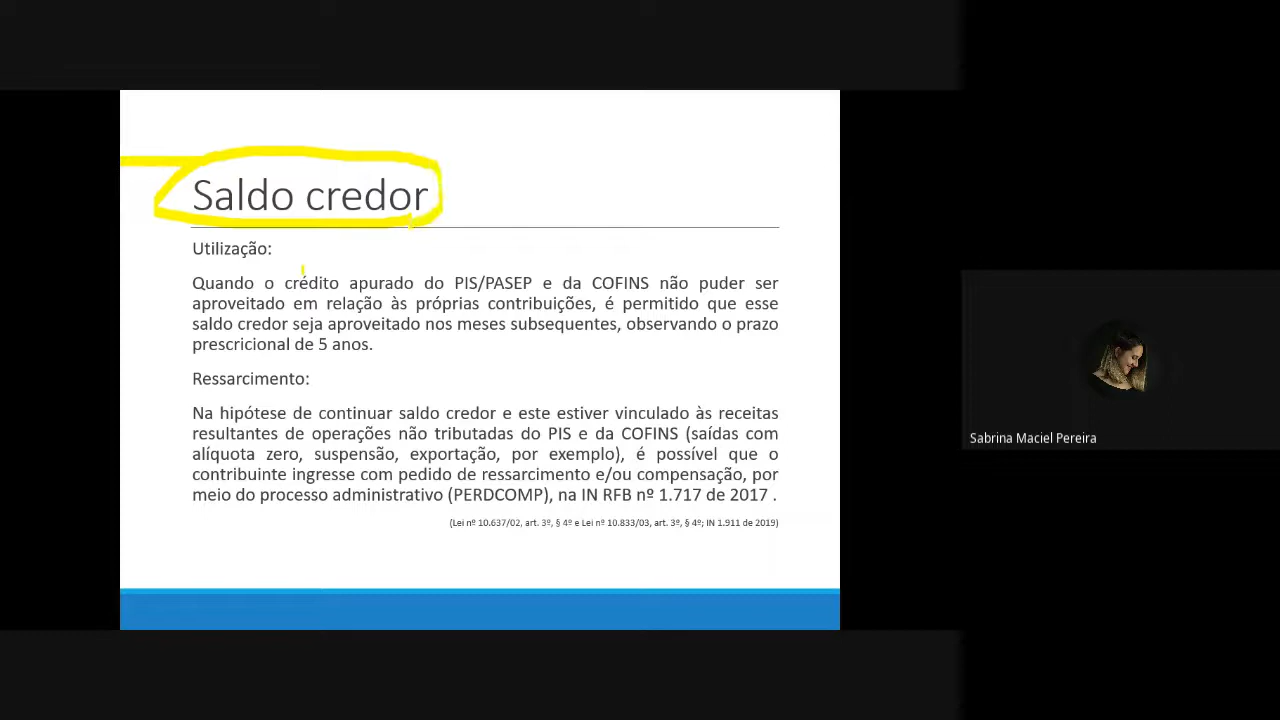 Saldo credor
Utilização:
Quando o crédito apurado do PIS/PASEP e da COFINS não puder ser
aproveitado em relação às próprias contribuições, é permitido que esse
saldo credor seja aproveitado nos meses subsequentes, observando o prazo
prescricional de 5 anos.
Ressarcimento:
Na hipótese de continuar saldo credor e este estiver vinculado às receitas
resultantes de operações não tributadas do PIS e da COFINS (saídas com
alíquota zero, suspensão, exportação, por exemplo), é possível que o
contribuinte ingresse com pedido de ressarcimento e/ou compensação, por
meio do processo administrativo (PERDCOMP), na IN RFB nº 1.717 de 2017 .
(Lei nº 10.637/02, art. 3º, § 4º e Lei nº 10.833/03, art. 3º, § 4º; IN 1.911 de 2019)
Sabrina Maciel Pereira